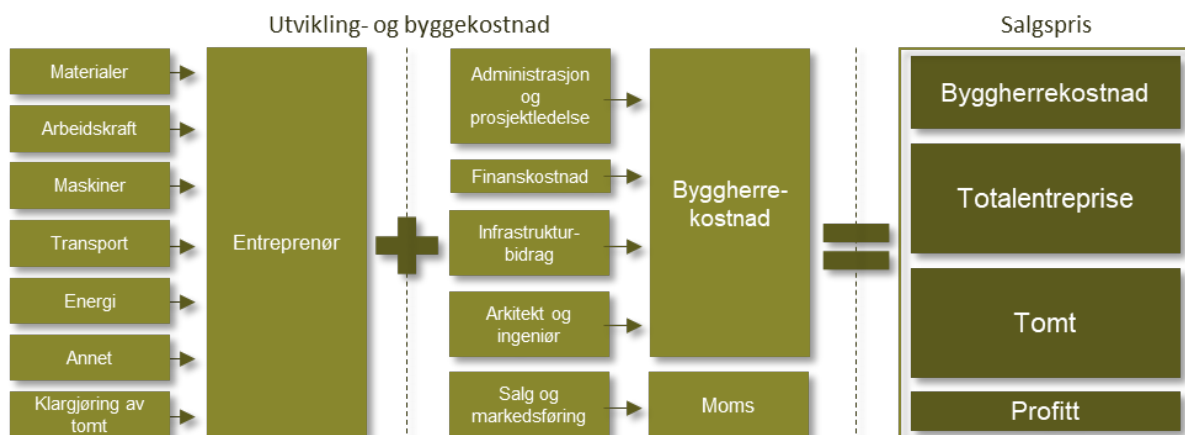 Utvikling- og byggekostnad
Salgspris
Materialer
Arbeidskraft
Maskiner
Transport
Energi
Annet
Klargjøring av
tomt
Entreprenør
Administrasjon
og
prosjektledelse
Finanskostnad
Infrastruktur-
bidrag
Arkitekt og
ingeniør
Salg og
markedsføring
Byggherre-
kostnad
Moms
Byggherrekostnad
Totalentreprise
Tomt
Profitt